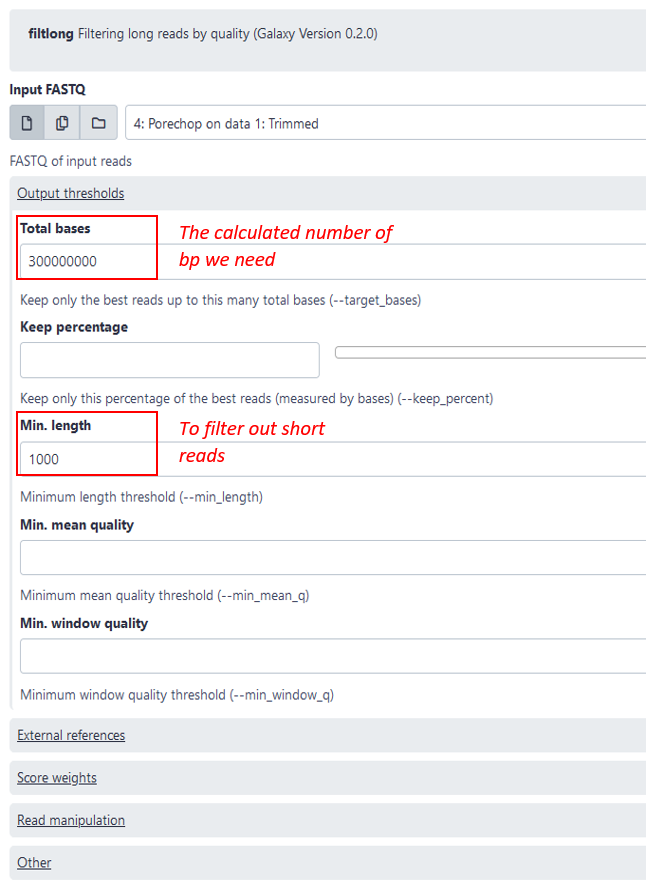 filtlong Filtering long reads by quality (Galaxy Version 0.2.0)
Input FASTQ
4: Porechop on data 1: Trimmed
FASTQ of input reads
Output thresholds
Total bases
300000000
The calculated number of
bp we need
Keep only the best reads up to this many total bases (--target_bases)
Keep percentage
Keep only this percentage of the best reads (measured by bases) (--keep_percent)
Min. length
1000
To filter out short
reads
Minimum length threshold (--min_length)
Min. mean quality
Minimum mean quality threshold (--min_mean_q)
Min. window quality
Minimum window quality threshold (--min_window_q)
External references
Score weights
Read manipulation
Other